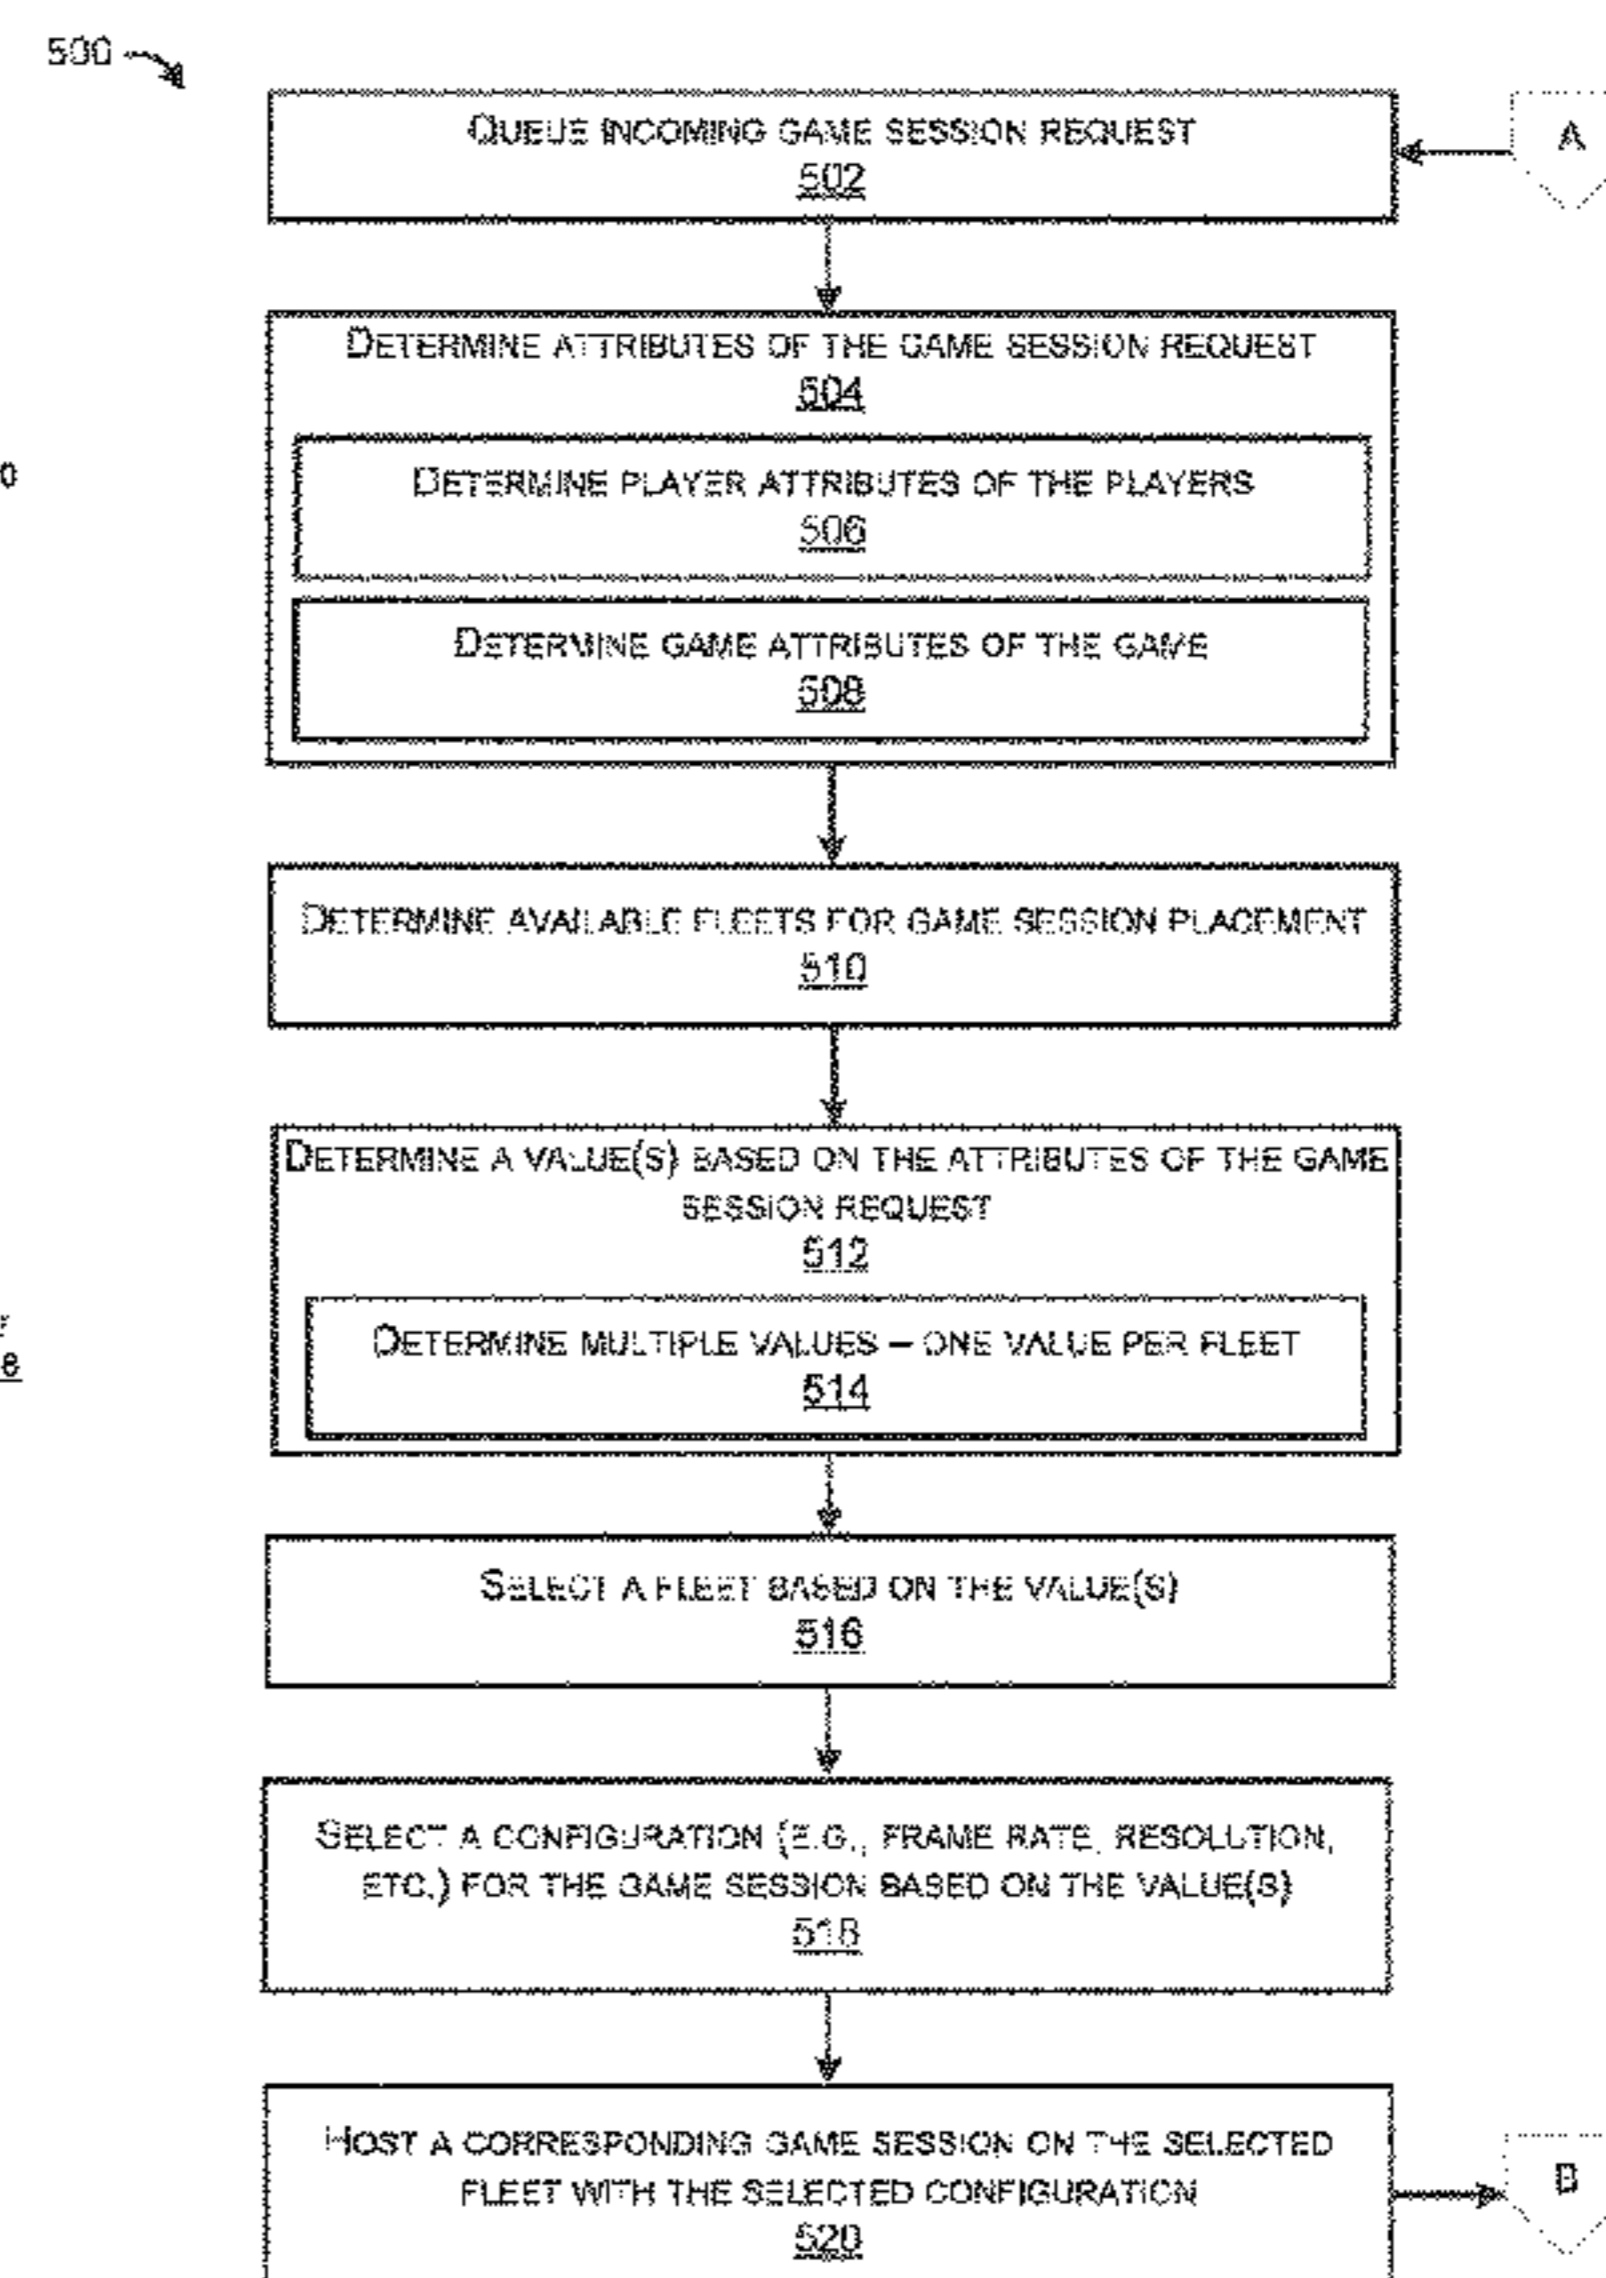 500
QUEUE INCOMING GAME SESSION REQUEST
502
A
DETERMINE ATTRIBUTES OF THE GAME SESSION REQUEST
504
DETERMINE PLAYER ATTRIBUTES OF THE PLAYERS
506
0
DETERMINE GAME ATTRIBUTES OF THE GAME
508
DETERMINE AVAILABLE FLEETS FOR GAME SESSION PLACEMENT
510
DETERMINE A VALUE(S) BASED ON THE ATTRIBUTES OF THE GAME
SESSION REQUEST
512
DETERMINE MULTIPLE VALUES – ONE VALUE PER FLEET
514
8
SELECT A FLEET BASED ON THE VALUE(S)
516
SELECT A CONFIGURATION (E.G., FRAME RATE, RESOLUTION,
ETC.) FOR THE GAME SESSION BASED ON THE VALUE(S)
518
HOST A CORRESPONDING GAME SESSION ON THE SELECTED
FLEET WITH THE SELECTED CONFIGURATION
520
B